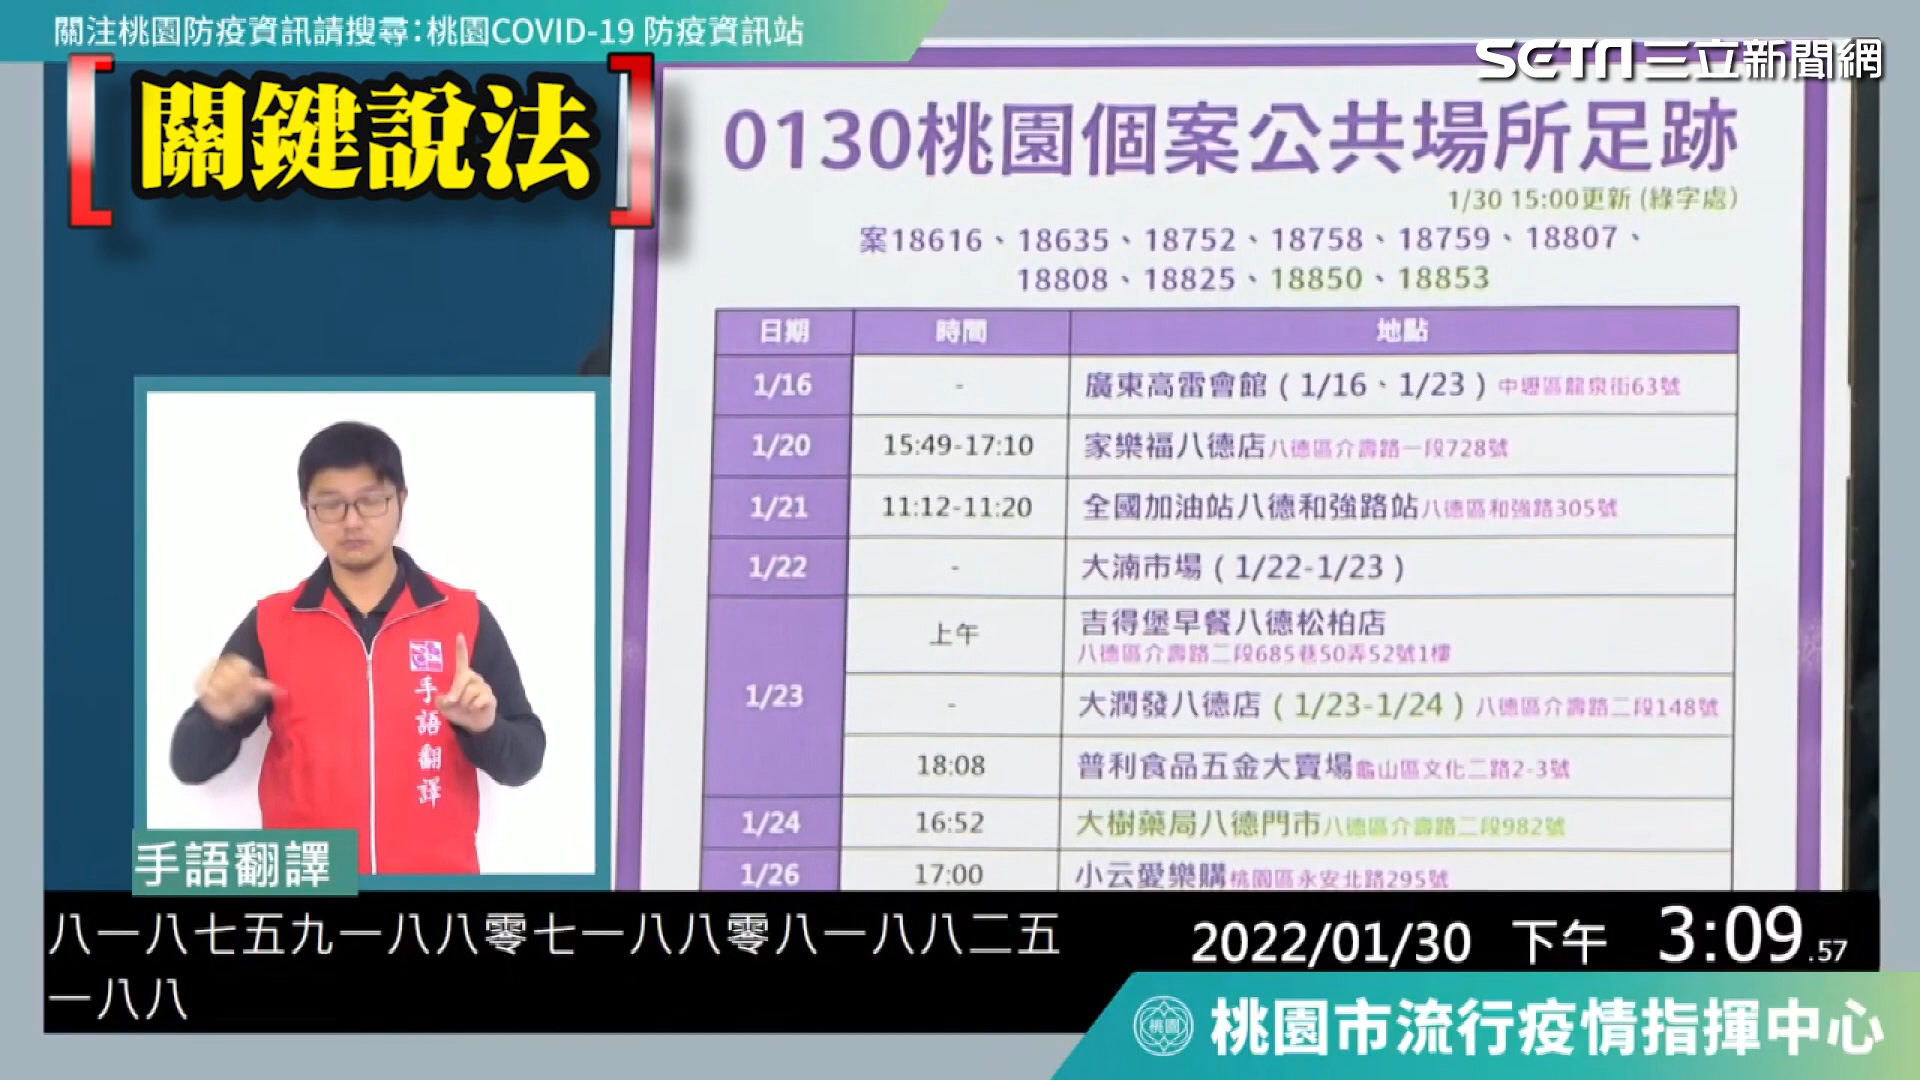 關注桃園防疫資訊請搜尋:桃園COVID-19 防疫資訊站
SETN三立新聞網
[關鍵說法]
0130桃園個案公共場所足跡
1/30 15:00更新(綠字處)
案18616、18635、18752、18758、18759、18807、
18808、18825、18850、18853
日期 時間 地點
1/16 - 廣東高雷會館(1/16、1/23)中壢區龍泉街63號
1/20 15:49-17:10 家樂福八德店八德區介壽路一段728號
1/21 11:12-11:20 全國加油站八德和強路站八德區和強路305號
1/22 - 大湳市場(1/22-1/23)
1/23 上午 吉得堡早餐八德松柏店
八德區介壽路二段685巷50弄52號1樓
- 大潤發八德店(1/23-1/24)八德區介壽路二段148號
18:08 普利食品五金大賣場龜山區文化二路2-3號
1/24 16:52 大樹藥局八德門市八德區介壽路二段982號
1/26 17:00 小云愛樂購桃園區永安北路295號
手語翻譯
手語翻譯
八一八七五九一八八零七一八八零八一八八二五
一八八
2022/01/30 下午 3:09.57
桃園
桃園市流行疫情指揮中心